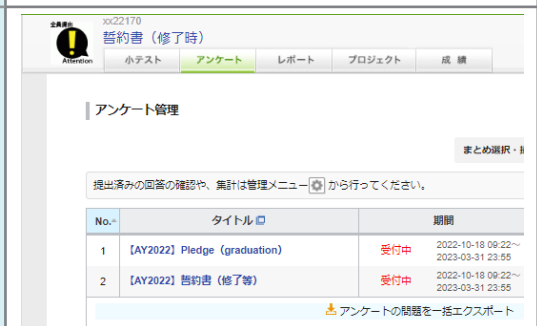 全員提出
Attention
xx22170
誓約書（修了時）
小テスト アンケート レポート プロジェクト 成績
アンケート管理
まとめ選択・
提出済みの回答の確認や、集計は管理メニュー から行ってください。
No. タイトル 期間
1 【AY2022】Pledge（graduation） 受付中 2022-10-18 09:22～
2023-03-31 23:55
2 【AY2022】誓約書（修了等） 受付中 2022-10-18 09:22～
2023-03-31 23:55
アンケートの問題を一括エクスポート